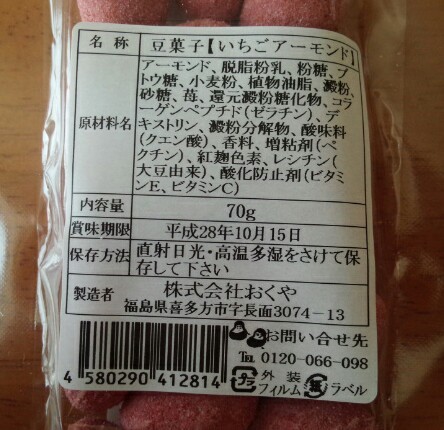 名称 豆菓子【いちごアーモンド】
原材料名 アーモンド、脱脂粉乳、粉糖、ブ
トウ糖、小麦粉、植物油脂、澱粉、
砂糖、苺、還元澱粉糖化物、コラ
ーゲンペプチド(ゼラチン)、デ
キストリン、澱粉分解物、酸味料
(クエン酸)、香料、増粘剤(ペ
クチン)、紅麹色素、レシチン(
大豆由来)、酸化防止剤(ビタミ
ンE、ビタミンC)
内容量 70g
賞味期限 平成28年10月15日
保存方法 直射日光・高温多湿をさけて保
存して下さい
製造者 株式会社おくや
福島県喜多方市字長面3074-13
お問い合せ先
TEL 0120-066-098
4 580290 412814
プラ 外装フィルム 紙 ラベル